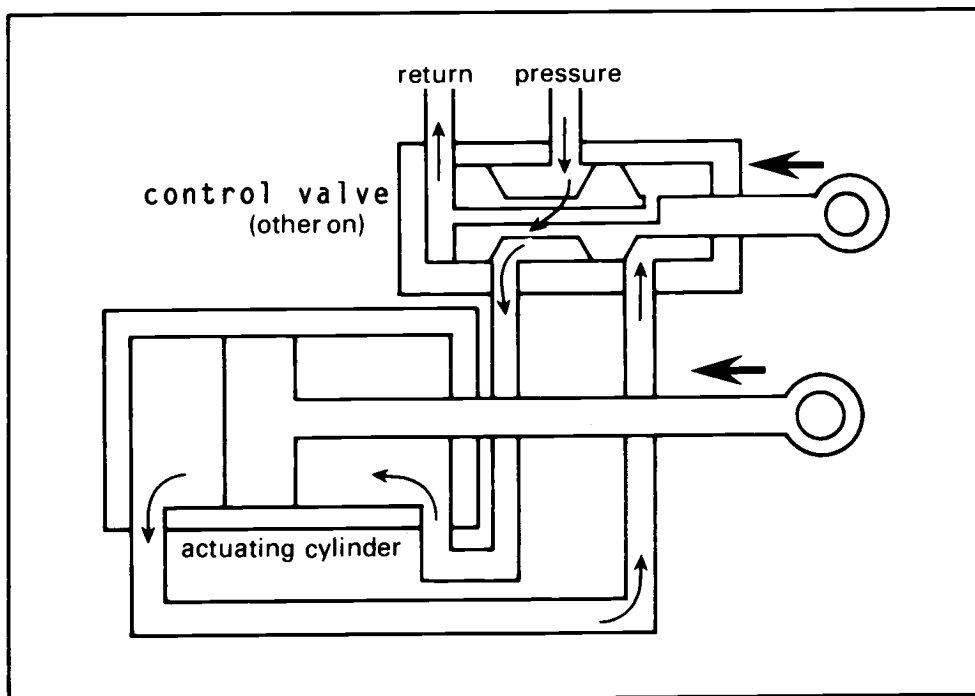 return pressure
control valve
(other on)
actuating cylinder